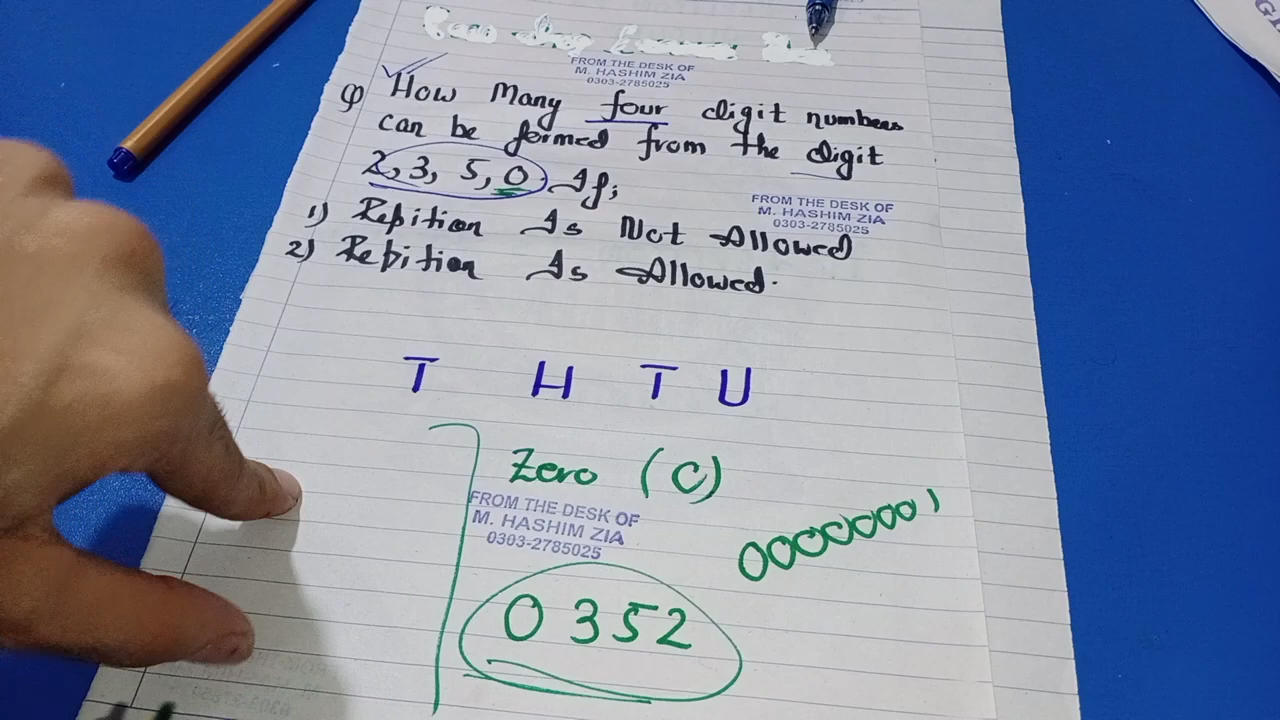 FROM THE DESK OF
M. HASHIM ZIA
0303-2785025
Q How Many four digit numbers
can be formed from the digit
2, 3, 5, 0 If;
FROM THE DESK OF
M. HASHIM ZIA
0303-2785025
1) Repition Is Not Allowed
2) Repition Is Allowed.
T H T U
Zero (C)
FROM THE DESK OF
M. HASHIM ZIA
0303-2785025
00000001
0 3 5 2